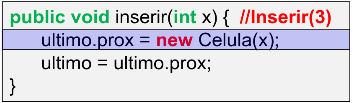 public void inserir(int x) { //Inserir(3)
ultimo.prox = new Celula(x);
ultimo = ultimo.prox;
}